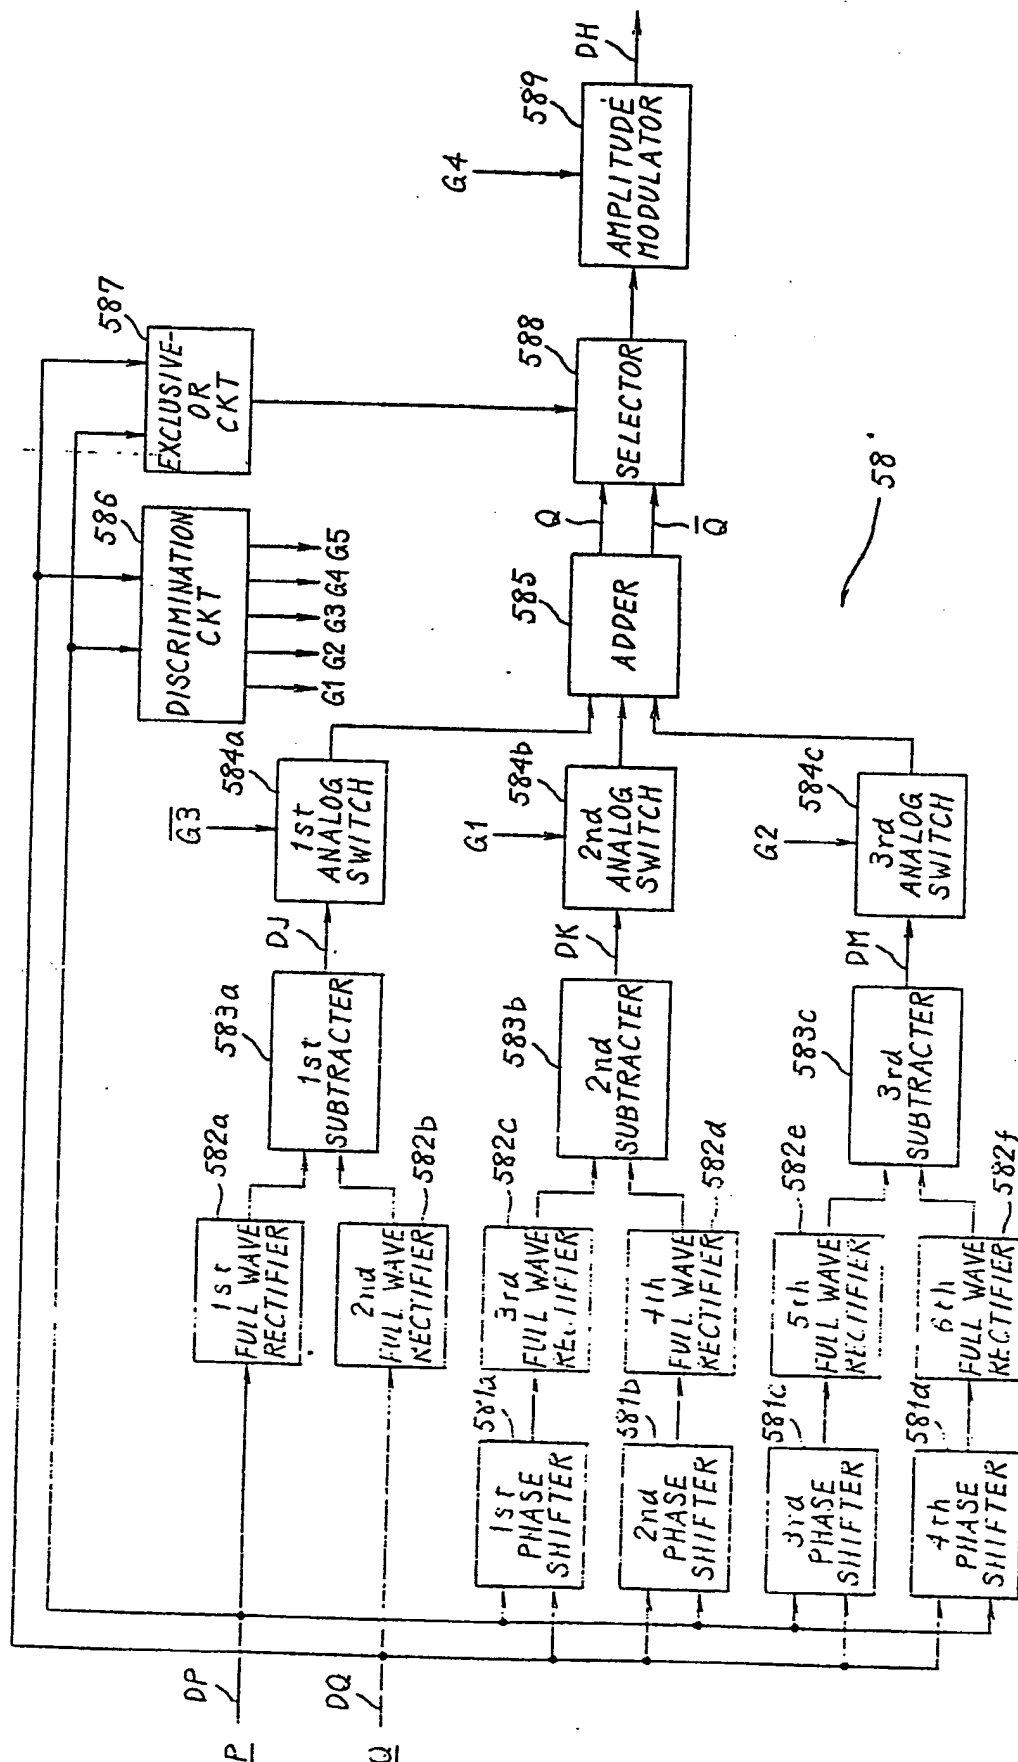 P
DP
Q
DQ
1st
PHASE
SHIFTER
581a
2nd
PHASE
SHIFTER
581b
3rd
PHASE
SHIFTER
581c
4th
PHASE
SHIFTER
581d
1st
FULL WAVE
RECTIFIER
582a
2nd
FULL WAVE
RECTIFIER
582b
3rd
FULL WAVE
RECTIFIER
582c
4th
FULL WAVE
RECTIFIER
582d
5th
FULL WAVE
RECTIFIER
582e
6th
FULL WAVE
RECTIFIER
582f
1st
SUBTRACTER
583a
2nd
SUBTRACTER
583b
3rd
SUBTRACTER
583c
DJ
DK
DM
G̅3̅
1st
ANALOG
SWITCH
584a
G1
2nd
ANALOG
SWITCH
584b
G2
3rd
ANALOG
SWITCH
584c
DISCRIMINATION
CKT
586
G1 G2 G3 G4 G5
ADDER
585
Q
Q̅
EXCLUSIVE-
OR
CKT
587
SELECTOR
588
G4
AMPLITUDE
MODULATOR
589
DH
58